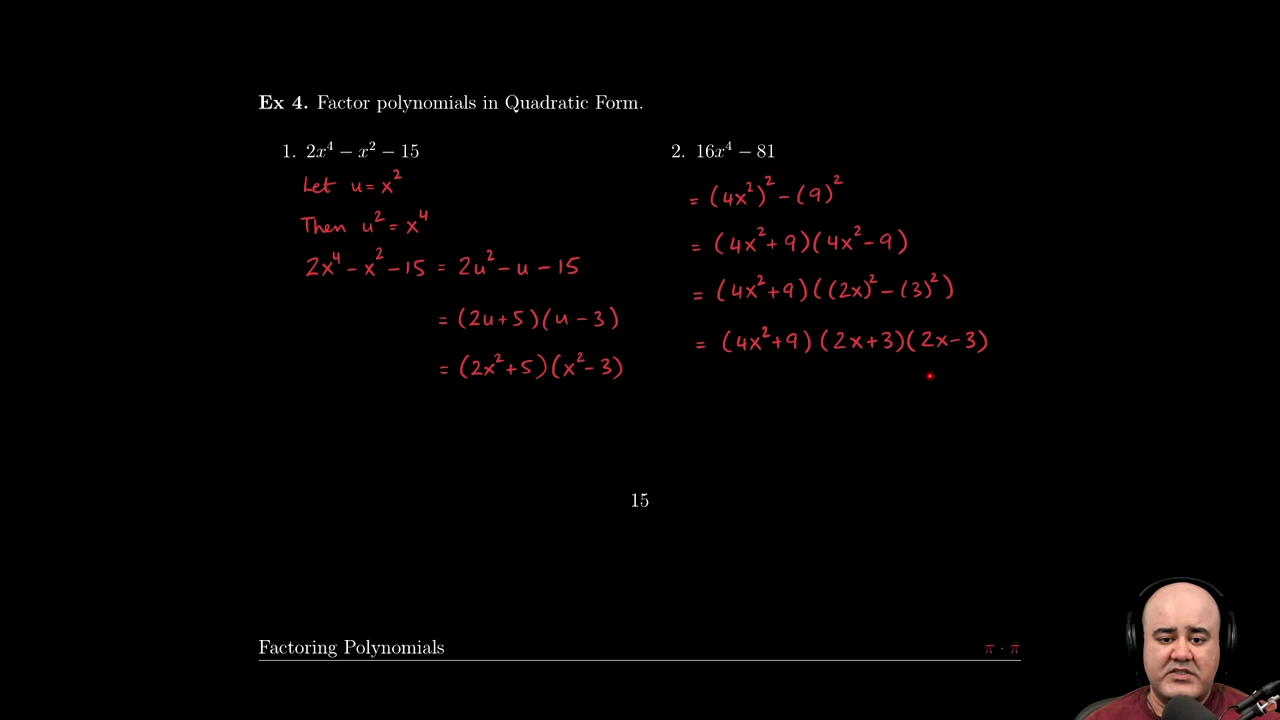 Ex 4. Factor polynomials in Quadratic Form.
1. 2x⁴ − x² − 15
Let u = x²
Then u² = x⁴
2x⁴ − x² − 15 = 2u² − u − 15
= (2u + 5)(u − 3)
= (2x² + 5)(x² − 3)
2. 16x⁴ − 81
= (4x²)² − (9)²
= (4x² + 9)(4x² − 9)
= (4x² + 9)((2x)² − (3)²)
= (4x² + 9)(2x + 3)(2x − 3)
15
Factoring Polynomials
π · π